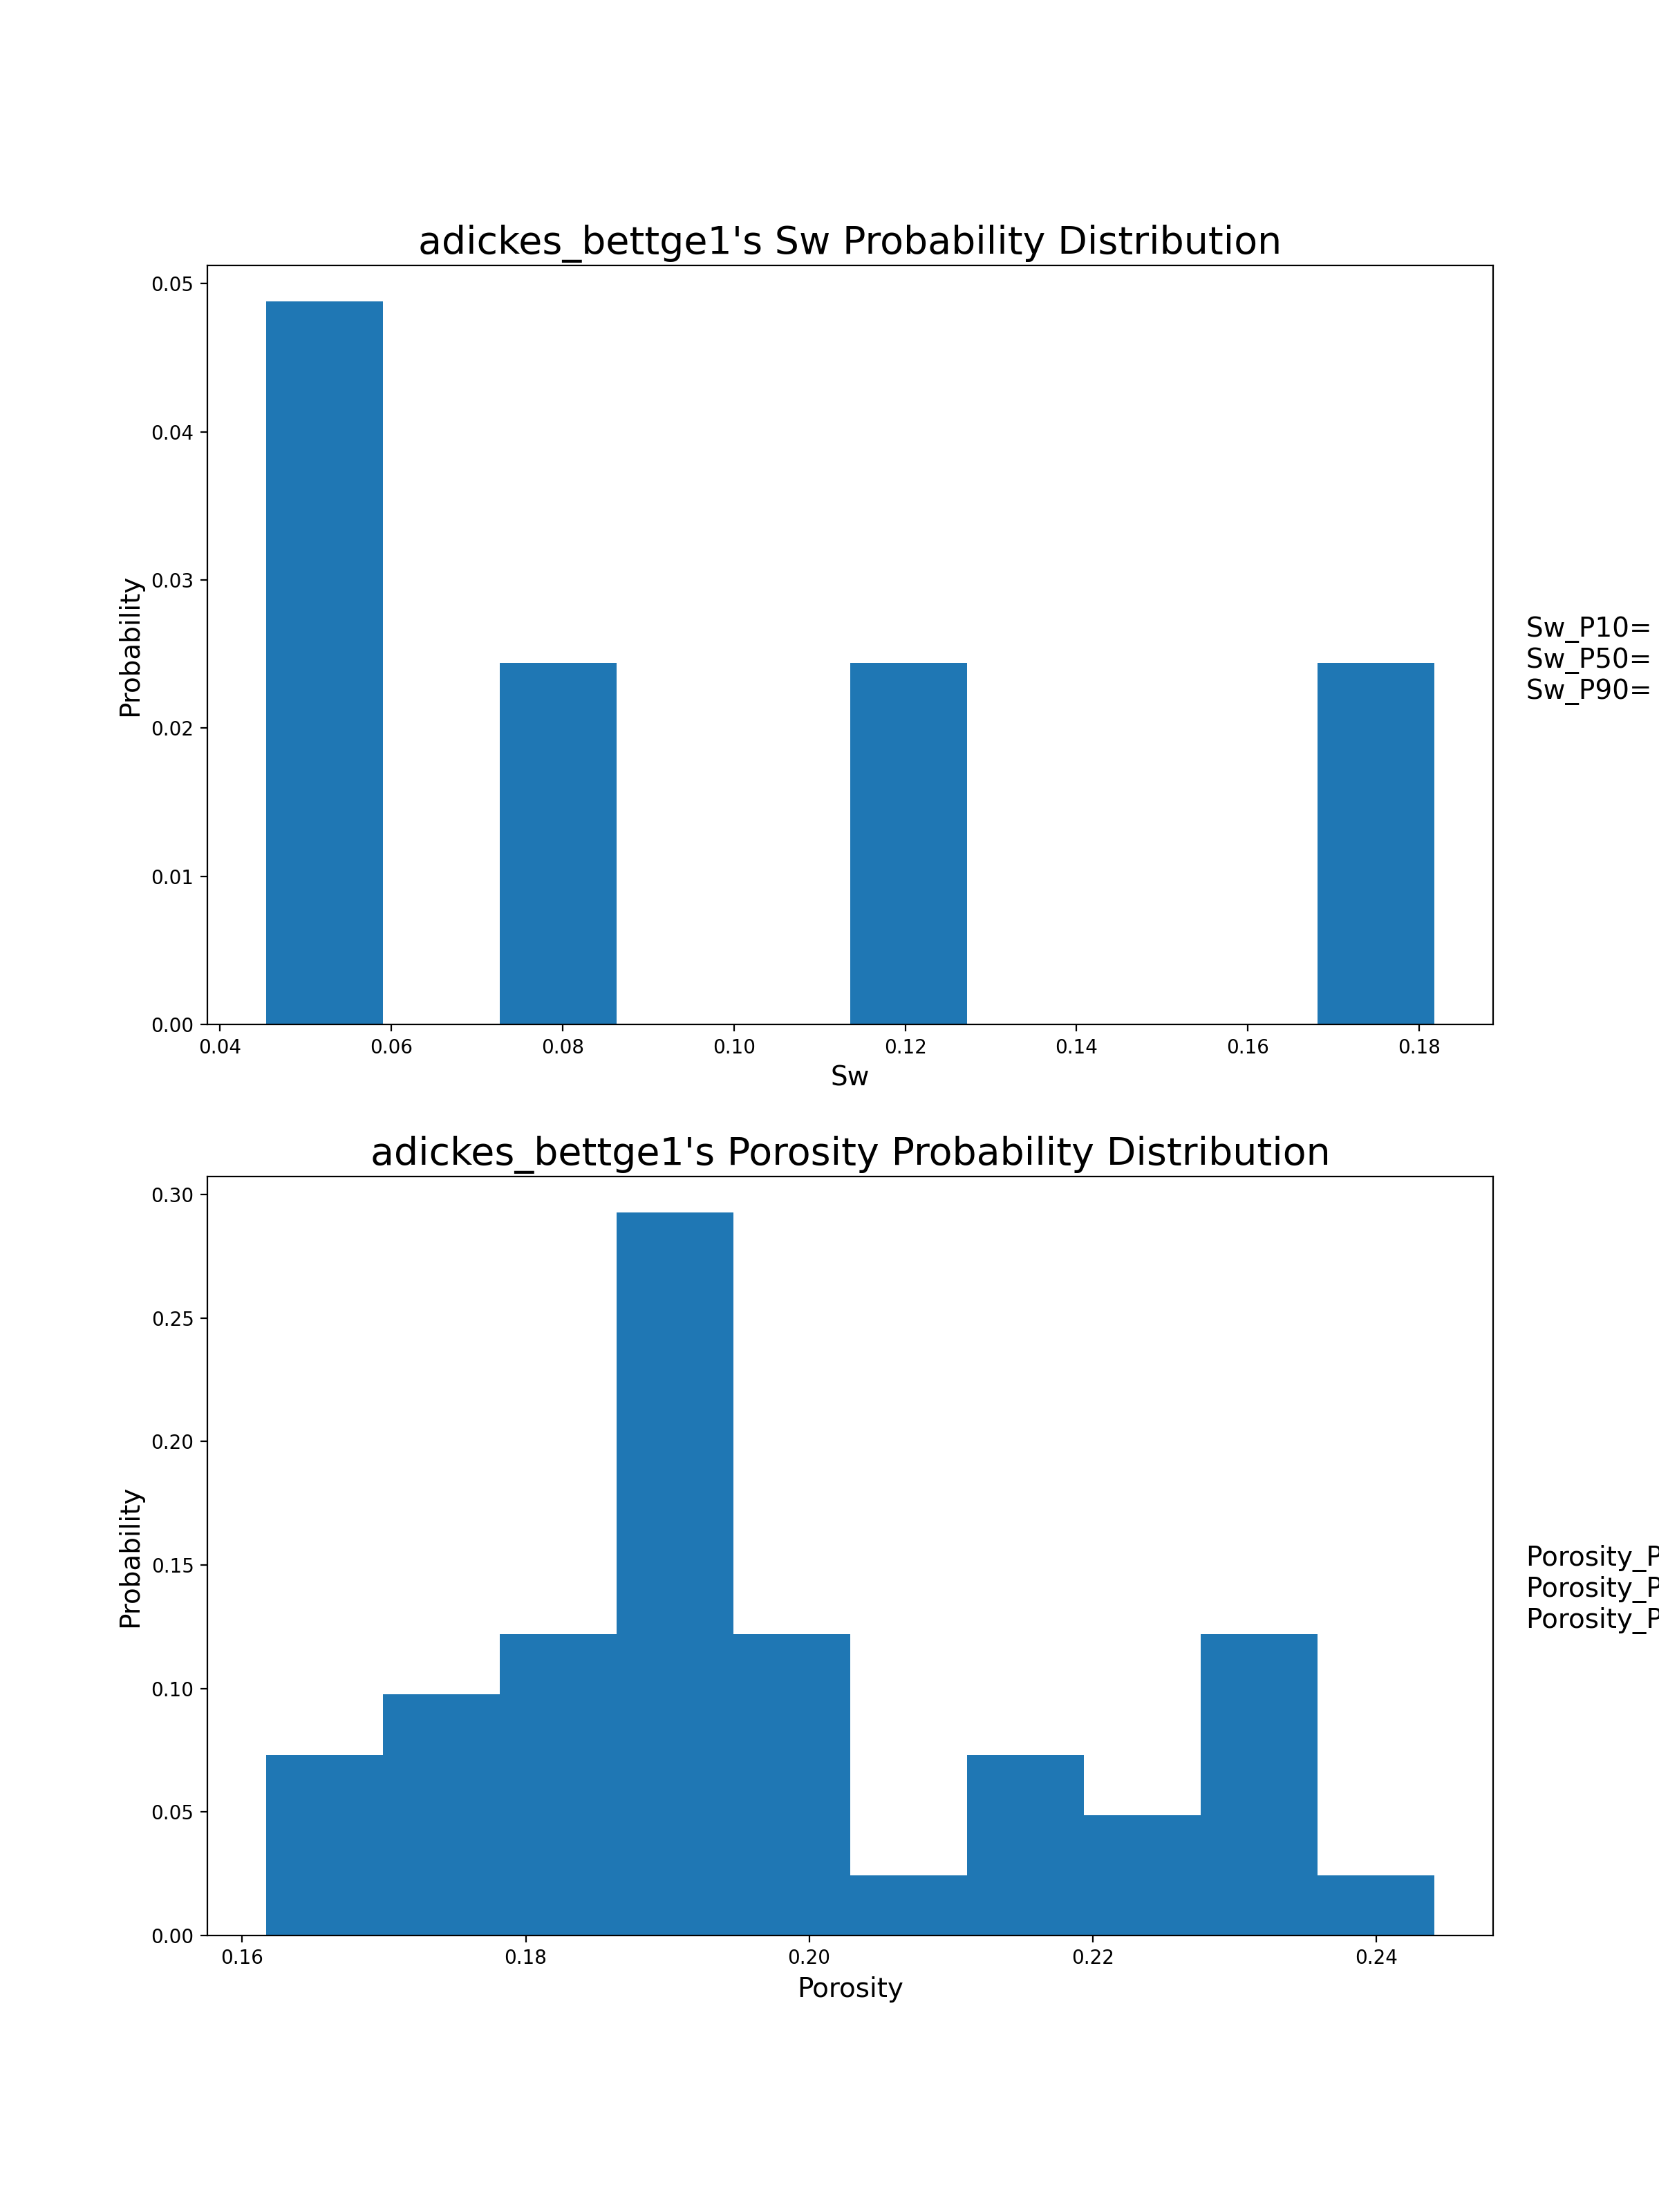 adickes_bettge1's Sw Probability Distribution
0.05
0.04
0.03
0.02
0.01
0.00
Probability
0.04 0.06 0.08 0.10 0.12 0.14 0.16 0.18
Sw
Sw_P10=
Sw_P50=
Sw_P90=
adickes_bettge1's Porosity Probability Distribution
0.30
0.25
0.20
0.15
0.10
0.05
0.00
Probability
0.16 0.18 0.20 0.22 0.24
Porosity
Porosity_P
Porosity_P
Porosity_P